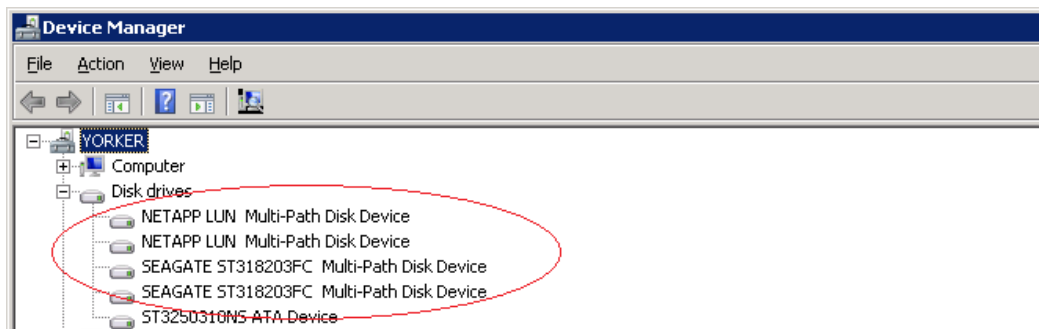 Device Manager
File Action View Help
YORKER
Computer
Disk drives
NETAPP LUN Multi-Path Disk Device
NETAPP LUN Multi-Path Disk Device
SEAGATE ST318203FC Multi-Path Disk Device
SEAGATE ST318203FC Multi-Path Disk Device
ST3250310NS ATA Device